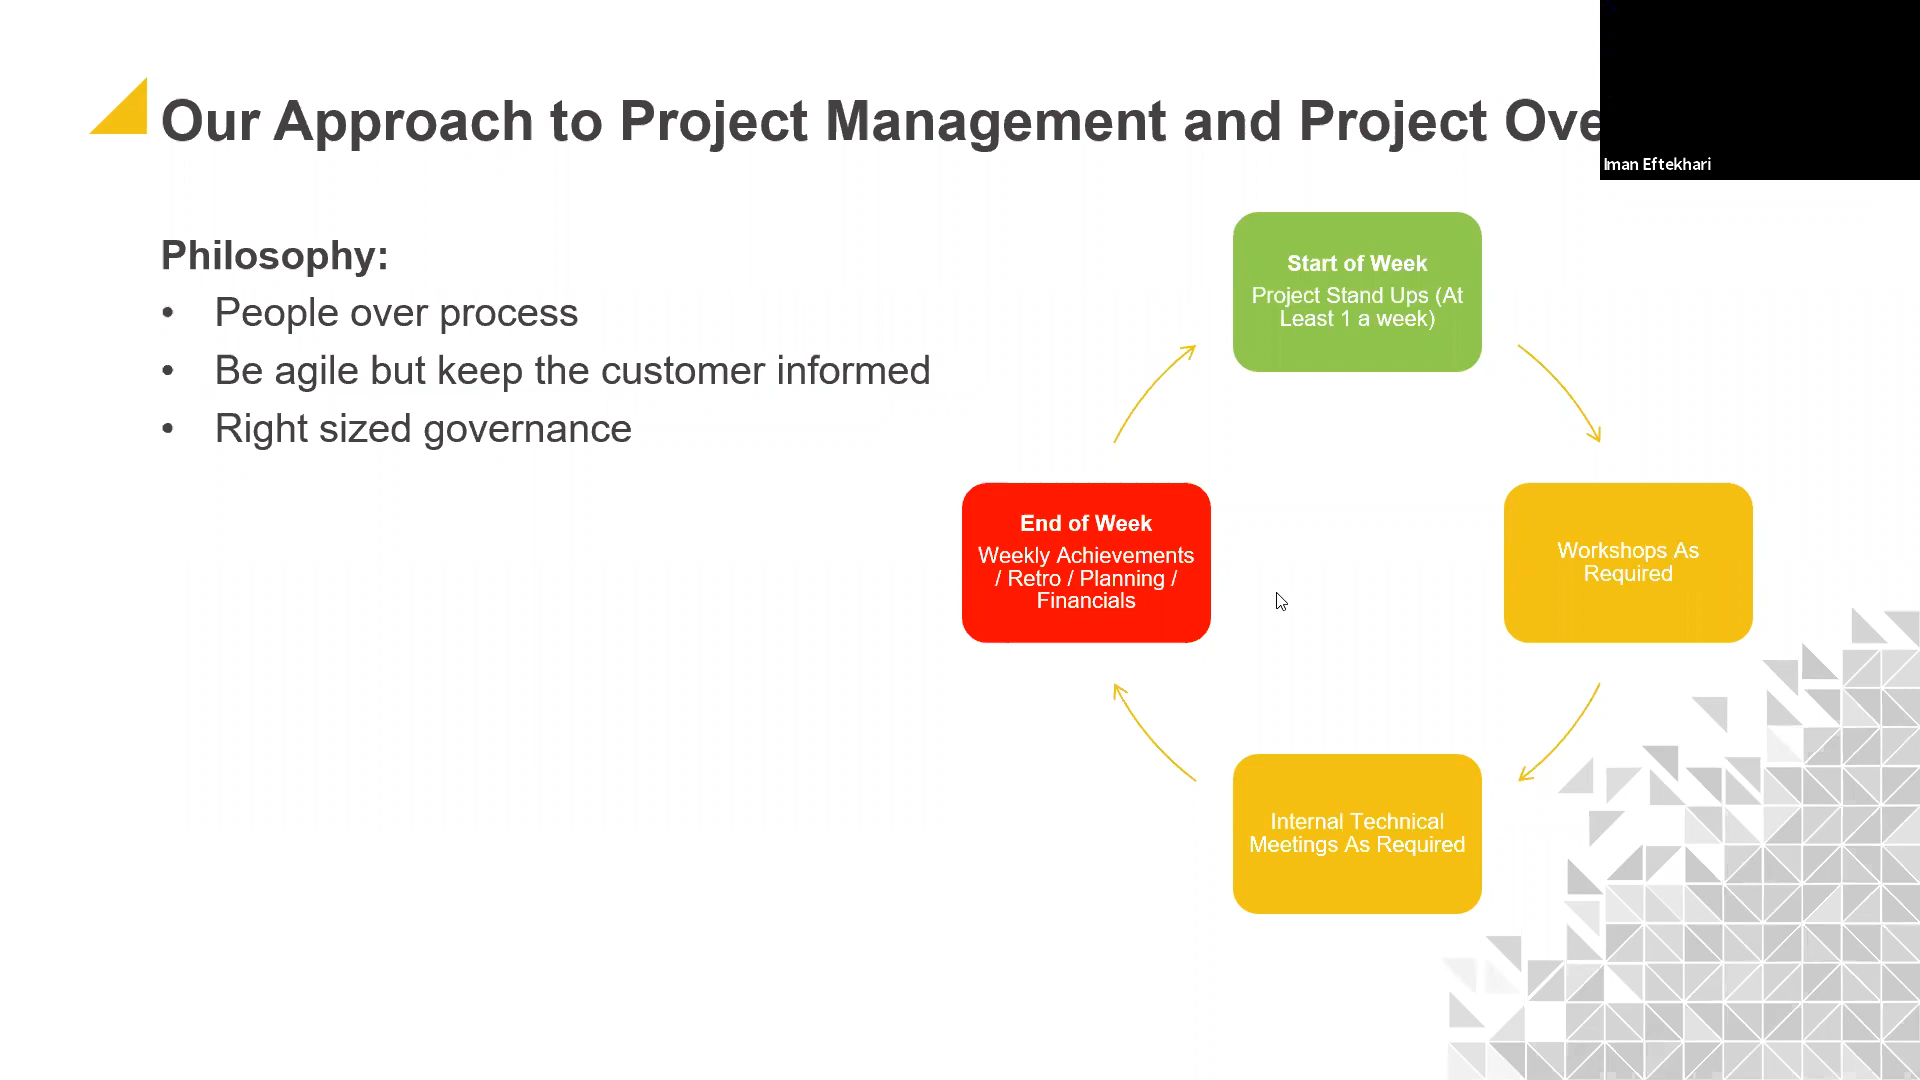 Our Approach to Project Management and Project Ove
Iman Eftekhari
Philosophy:
• People over process
• Be agile but keep the customer informed
• Right sized governance
Start of Week
Project Stand Ups (At
Least 1 a week)
Workshops As
Required
Internal Technical
Meetings As Required
End of Week
Weekly Achievements
/ Retro / Planning /
Financials